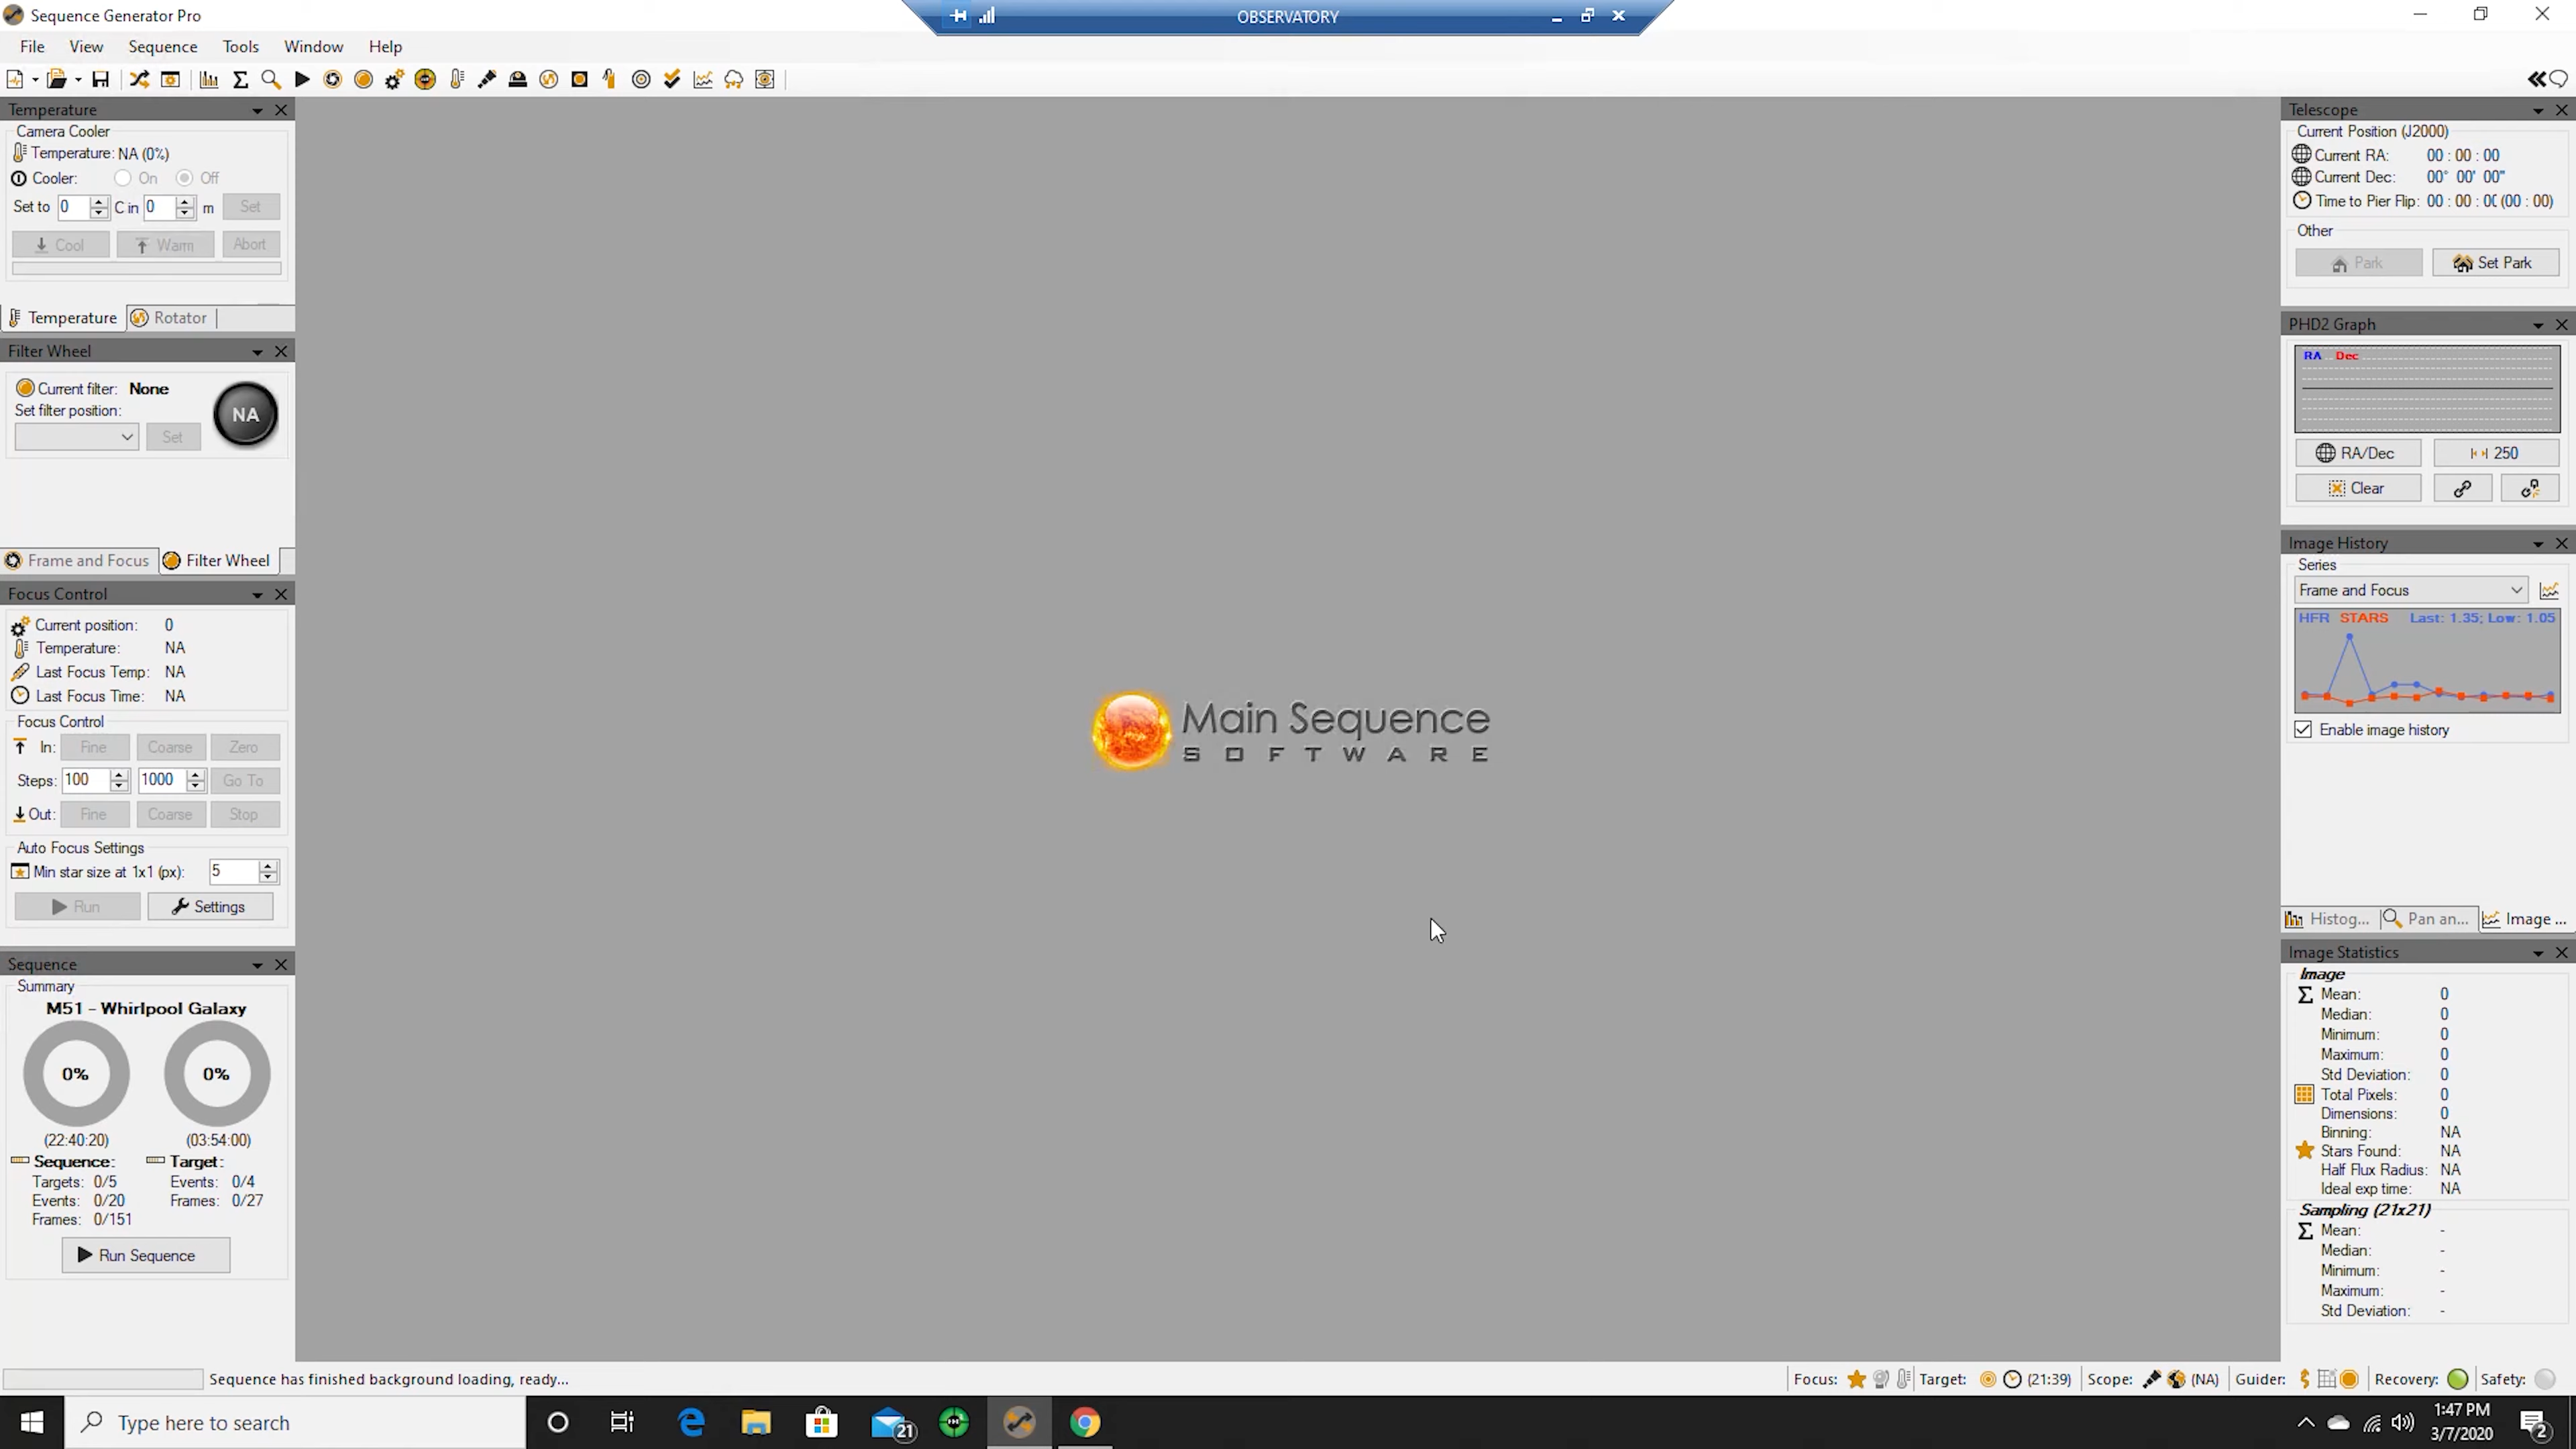 Sequence Generator Pro
OBSERVATORY
File View Sequence Tools Window Help
Temperature
Camera Cooler
Temperature: NA (0%)
Cooler: On Off
Set to 0 C in 0 m Set
Cool Warm Abort
Temperature Rotator
Filter Wheel
Current filter: None
Set filter position:
NA
Set
Frame and Focus Filter Wheel
Focus Control
Current position: 0
Temperature: NA
Last Focus Temp: NA
Last Focus Time: NA
Focus Control
In: Fine Coarse Zero
Steps: 100 1000 Go To
Out: Fine Coarse Stop
Auto Focus Settings
Min star size at 1x1 (px): 5
Run Settings
Sequence
Summary
M51 - Whirlpool Galaxy
0% 0%
(22:40:20) (03:54:00)
Sequence: Target:
Targets: 0/5 Events: 0/4
Events: 0/20 Frames: 0/27
Frames: 0/151
Run Sequence
Main Sequence
SOFTWARE
Telescope
Current Position (J2000)
Current RA: 00 : 00 : 00
Current Dec: 00° 00' 00"
Time to Pier Flip: 00 : 00 : 0( (00 : 00)
Other
Park Set Park
PHD2 Graph
RA Dec
RA/Dec 250
Clear
Image History
Series
Frame and Focus
HFR STARS Last: 1.35; Low: 1.05
Enable image history
Histog... Pan an... Image ...
Image Statistics
Image
Mean: 0
Median: 0
Minimum: 0
Maximum: 0
Std Deviation: 0
Total Pixels: 0
Dimensions: 0
Binning: NA
Stars Found: NA
Half Flux Radius: NA
Ideal exp time: NA
Sampling (21x21)
Mean: -
Median: -
Minimum: -
Maximum: -
Std Deviation: -
Sequence has finished background loading, ready...
Focus: Target: (21:39) Scope: (NA) Guider: Recovery: Safety:
Type here to search
21
1:47 PM
3/7/2020
2